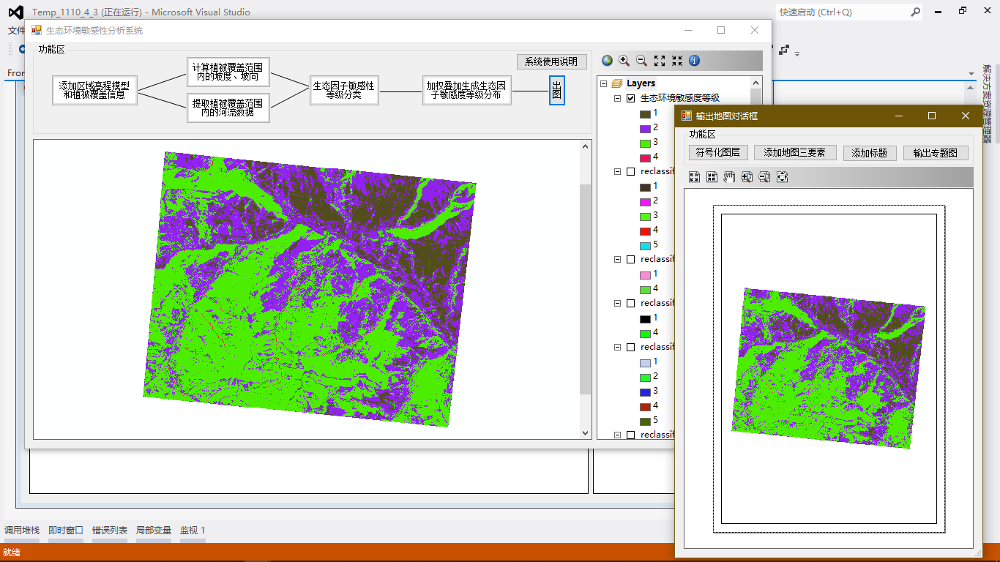 Temp_1110_4_3 (正在运行) - Microsoft Visual Studio
快速启动 (Ctrl+Q)
文件
生态环境敏感性分析系统
功能区
添加区域高程模型
和植被覆盖信息
计算植被覆盖范围
内的坡度、坡向
提取植被覆盖范围
内的河流数据
生态因子敏感性
等级分类
加权叠加生成生态因
子敏感度等级分布
出
图
系统使用说明
Layers
生态环境敏感度等级
1
2
3
4
reclassif
1
2
3
4
5
reclassif
1
4
reclassif
1
4
reclassif
1
2
3
4
5
reclassif
输出地图对话框
功能区
符号化图层
添加地图三要素
添加标题
输出专题图
解决方案资源管理器
From
调用堆栈
即时窗口
错误列表
局部变量
监视 1
就绪